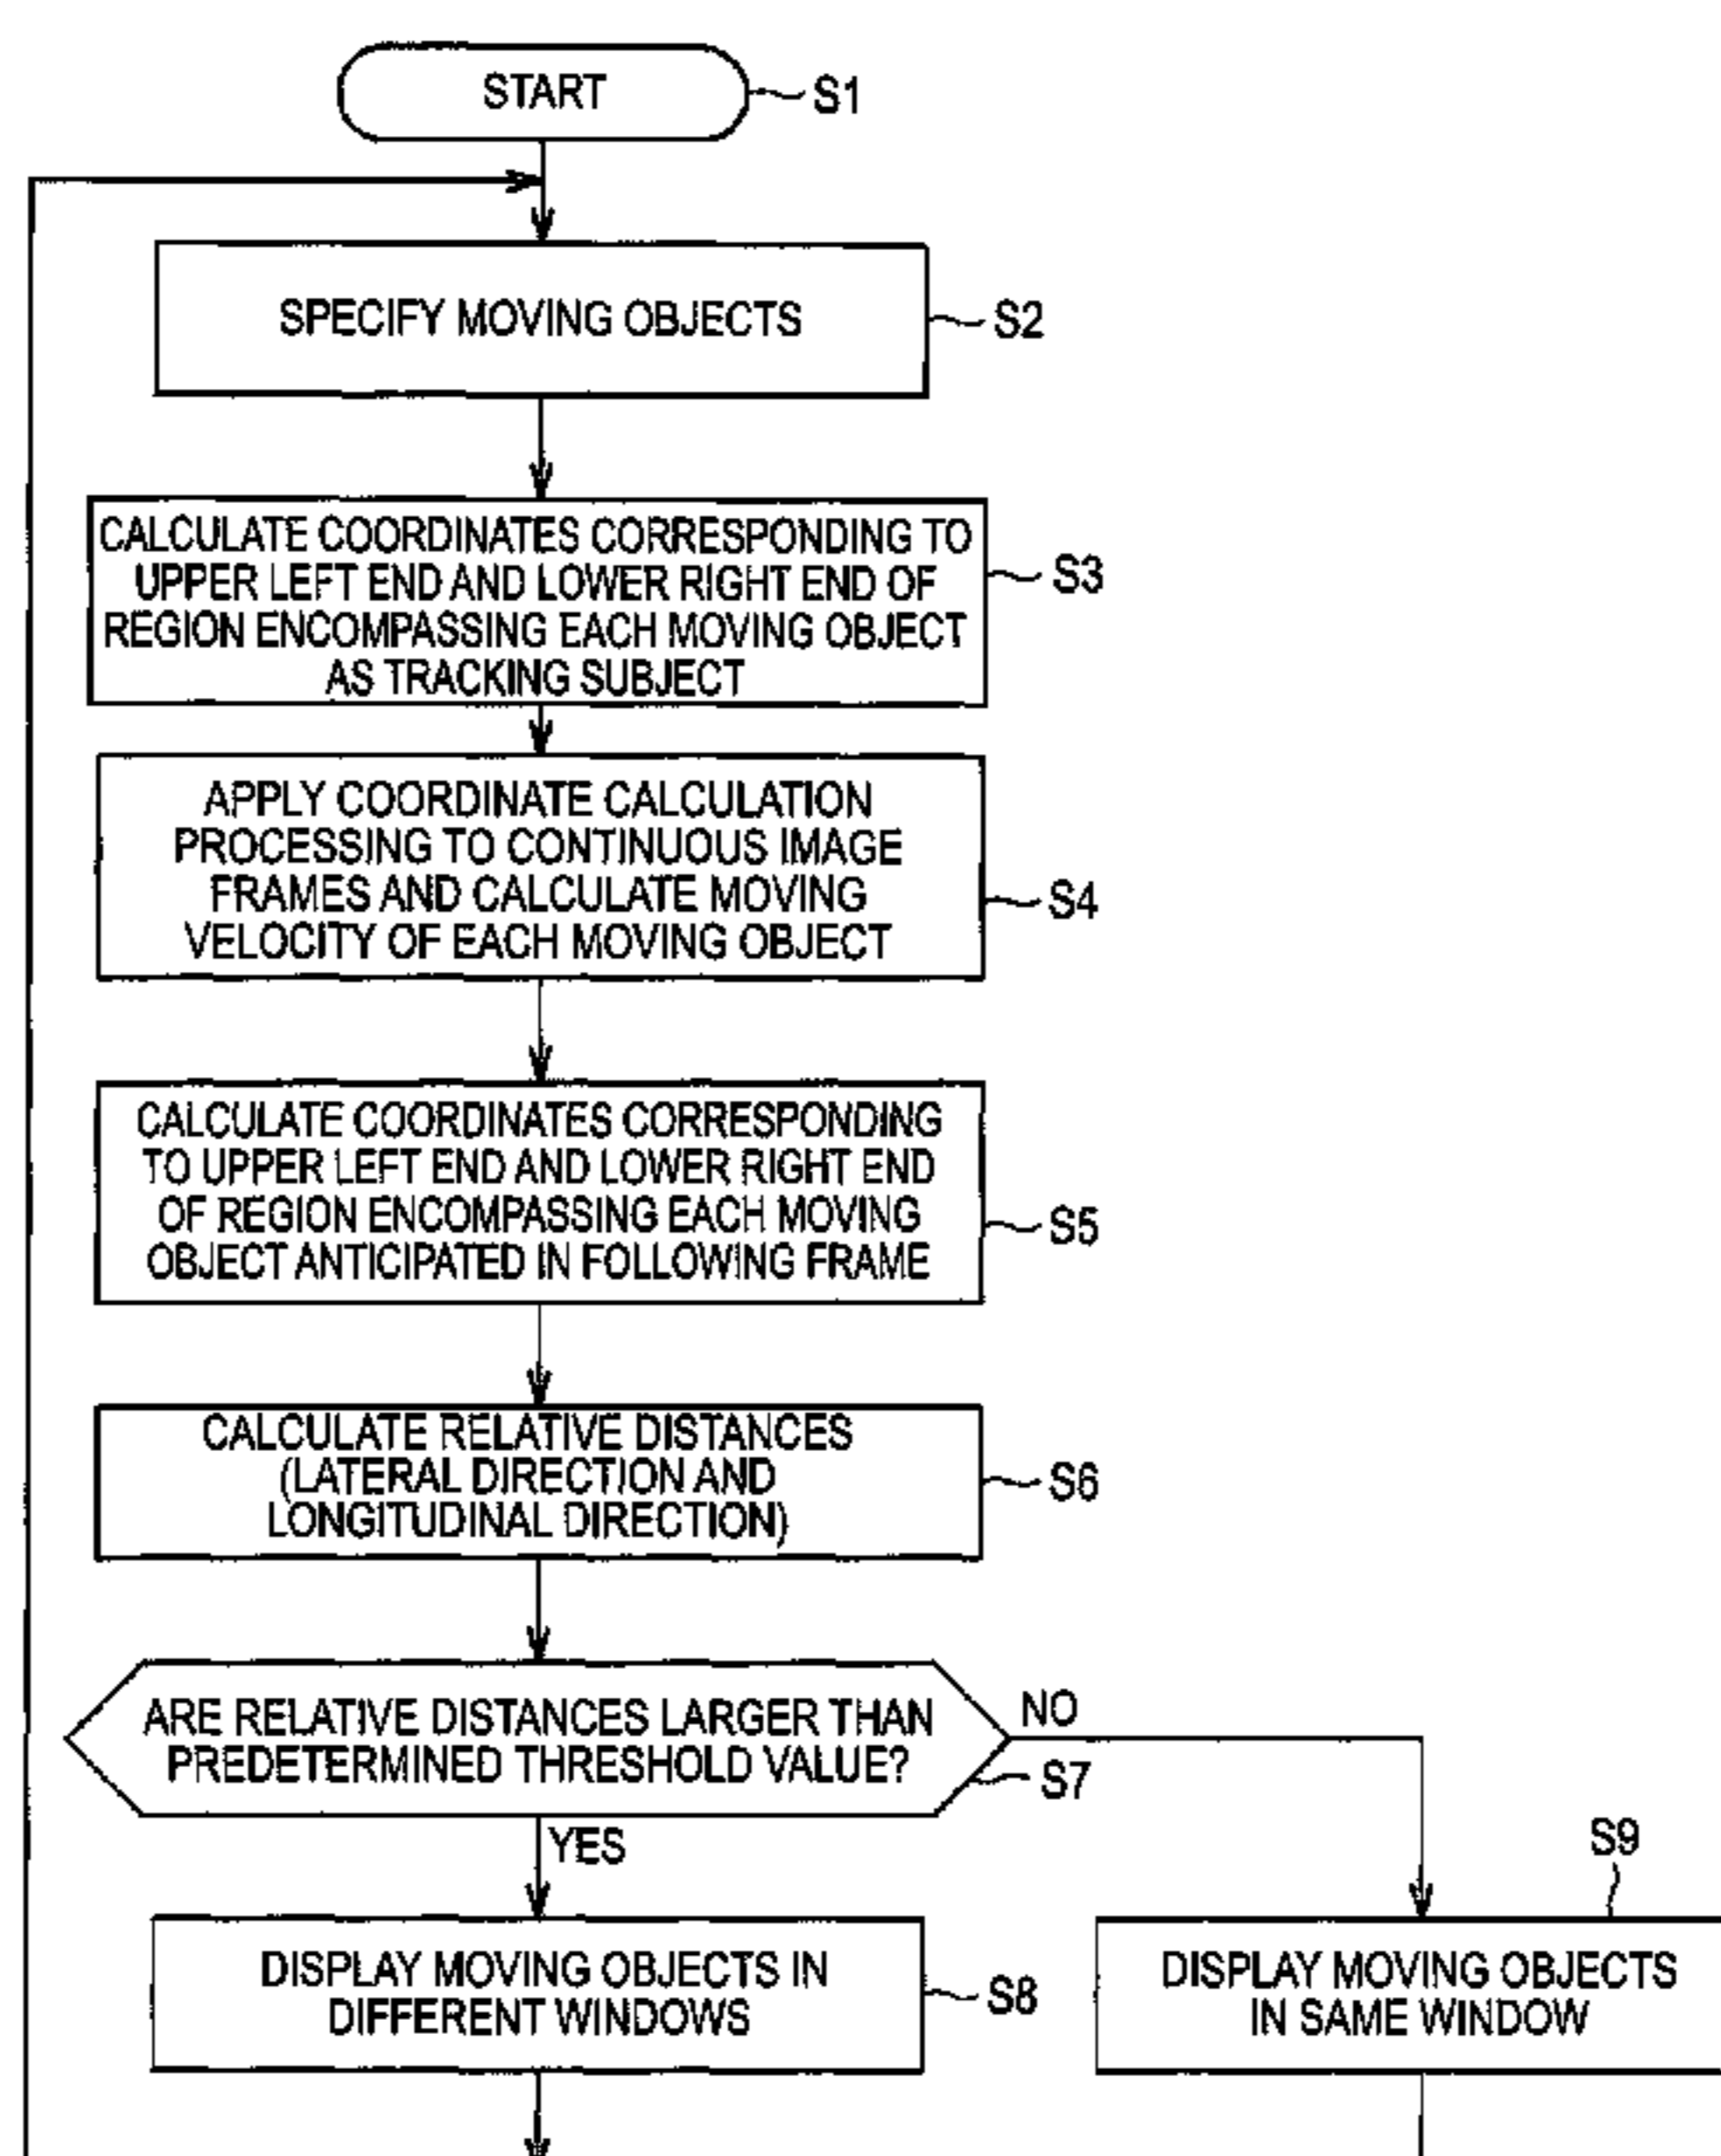 START
S1
SPECIFY MOVING OBJECTS
S2
CALCULATE COORDINATES CORRESPONDING TO
UPPER LEFT END AND LOWER RIGHT END OF
REGION ENCOMPASSING EACH MOVING OBJECT
AS TRACKING SUBJECT
S3
APPLY COORDINATE CALCULATION
PROCESSING TO CONTINUOUS IMAGE
FRAMES AND CALCULATE MOVING
VELOCITY OF EACH MOVING OBJECT
S4
CALCULATE COORDINATES CORRESPONDING
TO UPPER LEFT END AND LOWER RIGHT END
OF REGION ENCOMPASSING EACH MOVING
OBJECT ANTICIPATED IN FOLLOWING FRAME
S5
CALCULATE RELATIVE DISTANCES
(LATERAL DIRECTION AND
LONGITUDINAL DIRECTION)
S6
ARE RELATIVE DISTANCES LARGER THAN
PREDETERMINED THRESHOLD VALUE?
NO
S7
YES
DISPLAY MOVING OBJECTS IN
DIFFERENT WINDOWS
S8
S9
DISPLAY MOVING OBJECTS
IN SAME WINDOW